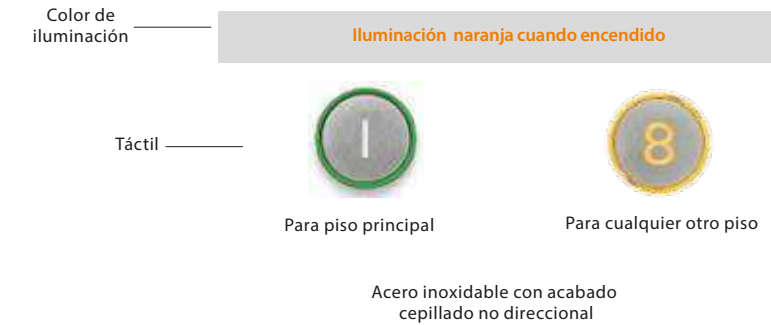 Color de
iluminación
Iluminación naranja cuando encendido
Táctil
I
8
Para piso principal
Para cualquier otro piso
Acero inoxidable con acabado
cepillado no direccional